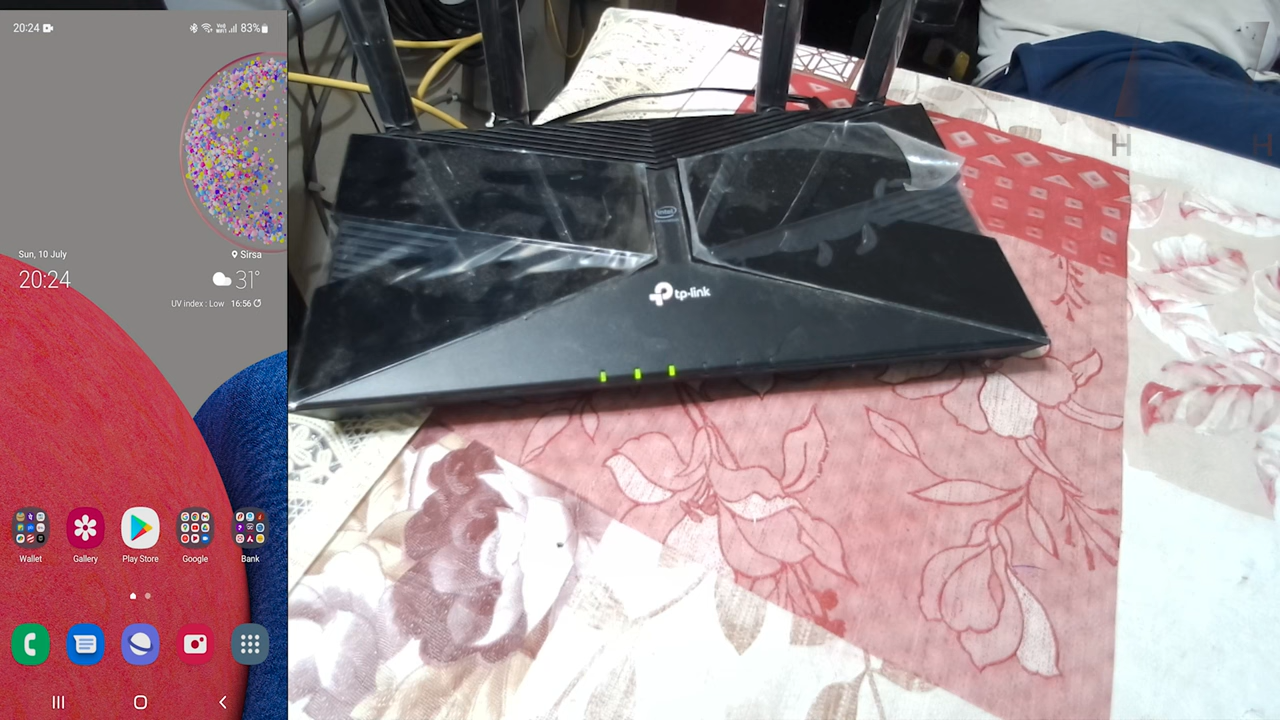 20:24
83%
Sun, 10 July
20:24
Sirsa
31°
UV index : Low 16:56
Wallet
Gallery
Play Store
Google
Bank
intel
tp-link
H
H